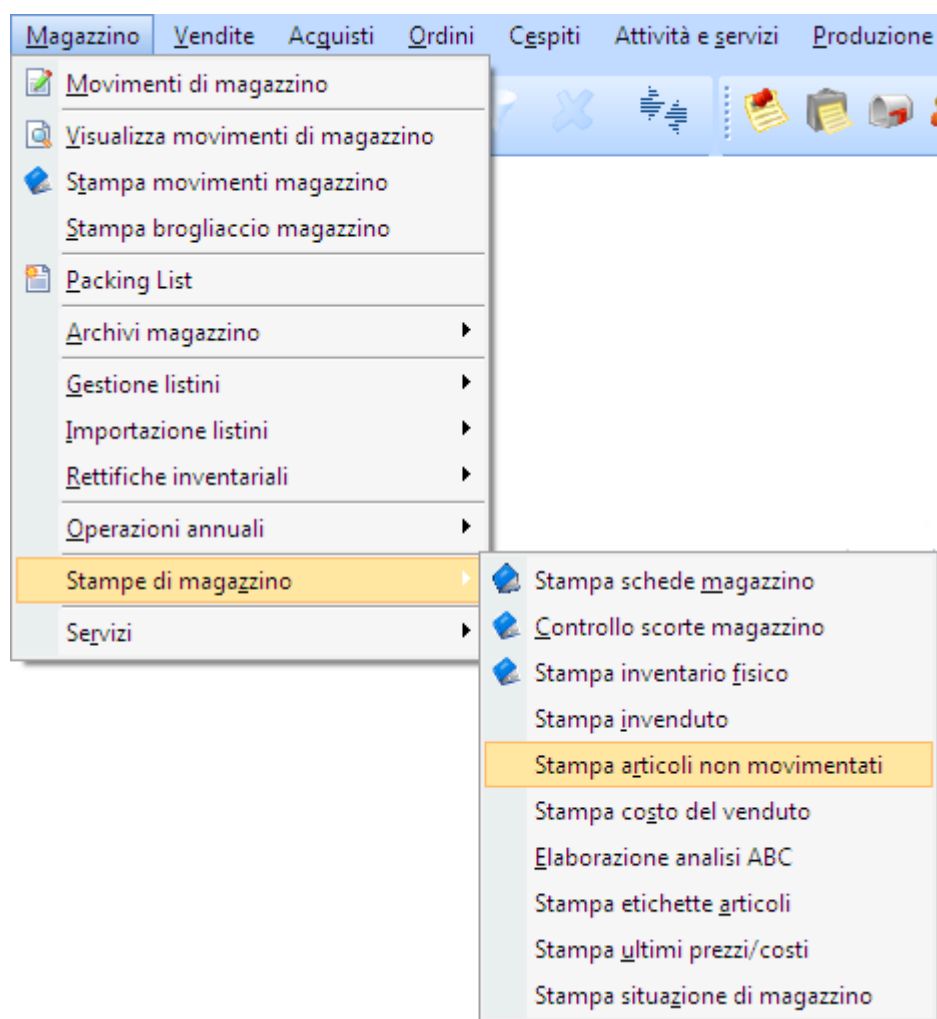 Magazzino Vendite Acquisti Ordini Cespiti Attività e servizi Produzione
Movimenti di magazzino
Visualizza movimenti di magazzino
Stampa movimenti magazzino
Stampa brogliaccio magazzino
Packing List
Archivi magazzino
Gestione listini
Importazione listini
Rettifiche inventariali
Operazioni annuali
Stampe di magazzino
Servizi
Stampa schede magazzino
Controllo scorte magazzino
Stampa inventario fisico
Stampa invenduto
Stampa articoli non movimentati
Stampa costo del venduto
Elaborazione analisi ABC
Stampa etichette articoli
Stampa ultimi prezzi/costi
Stampa situazione di magazzino